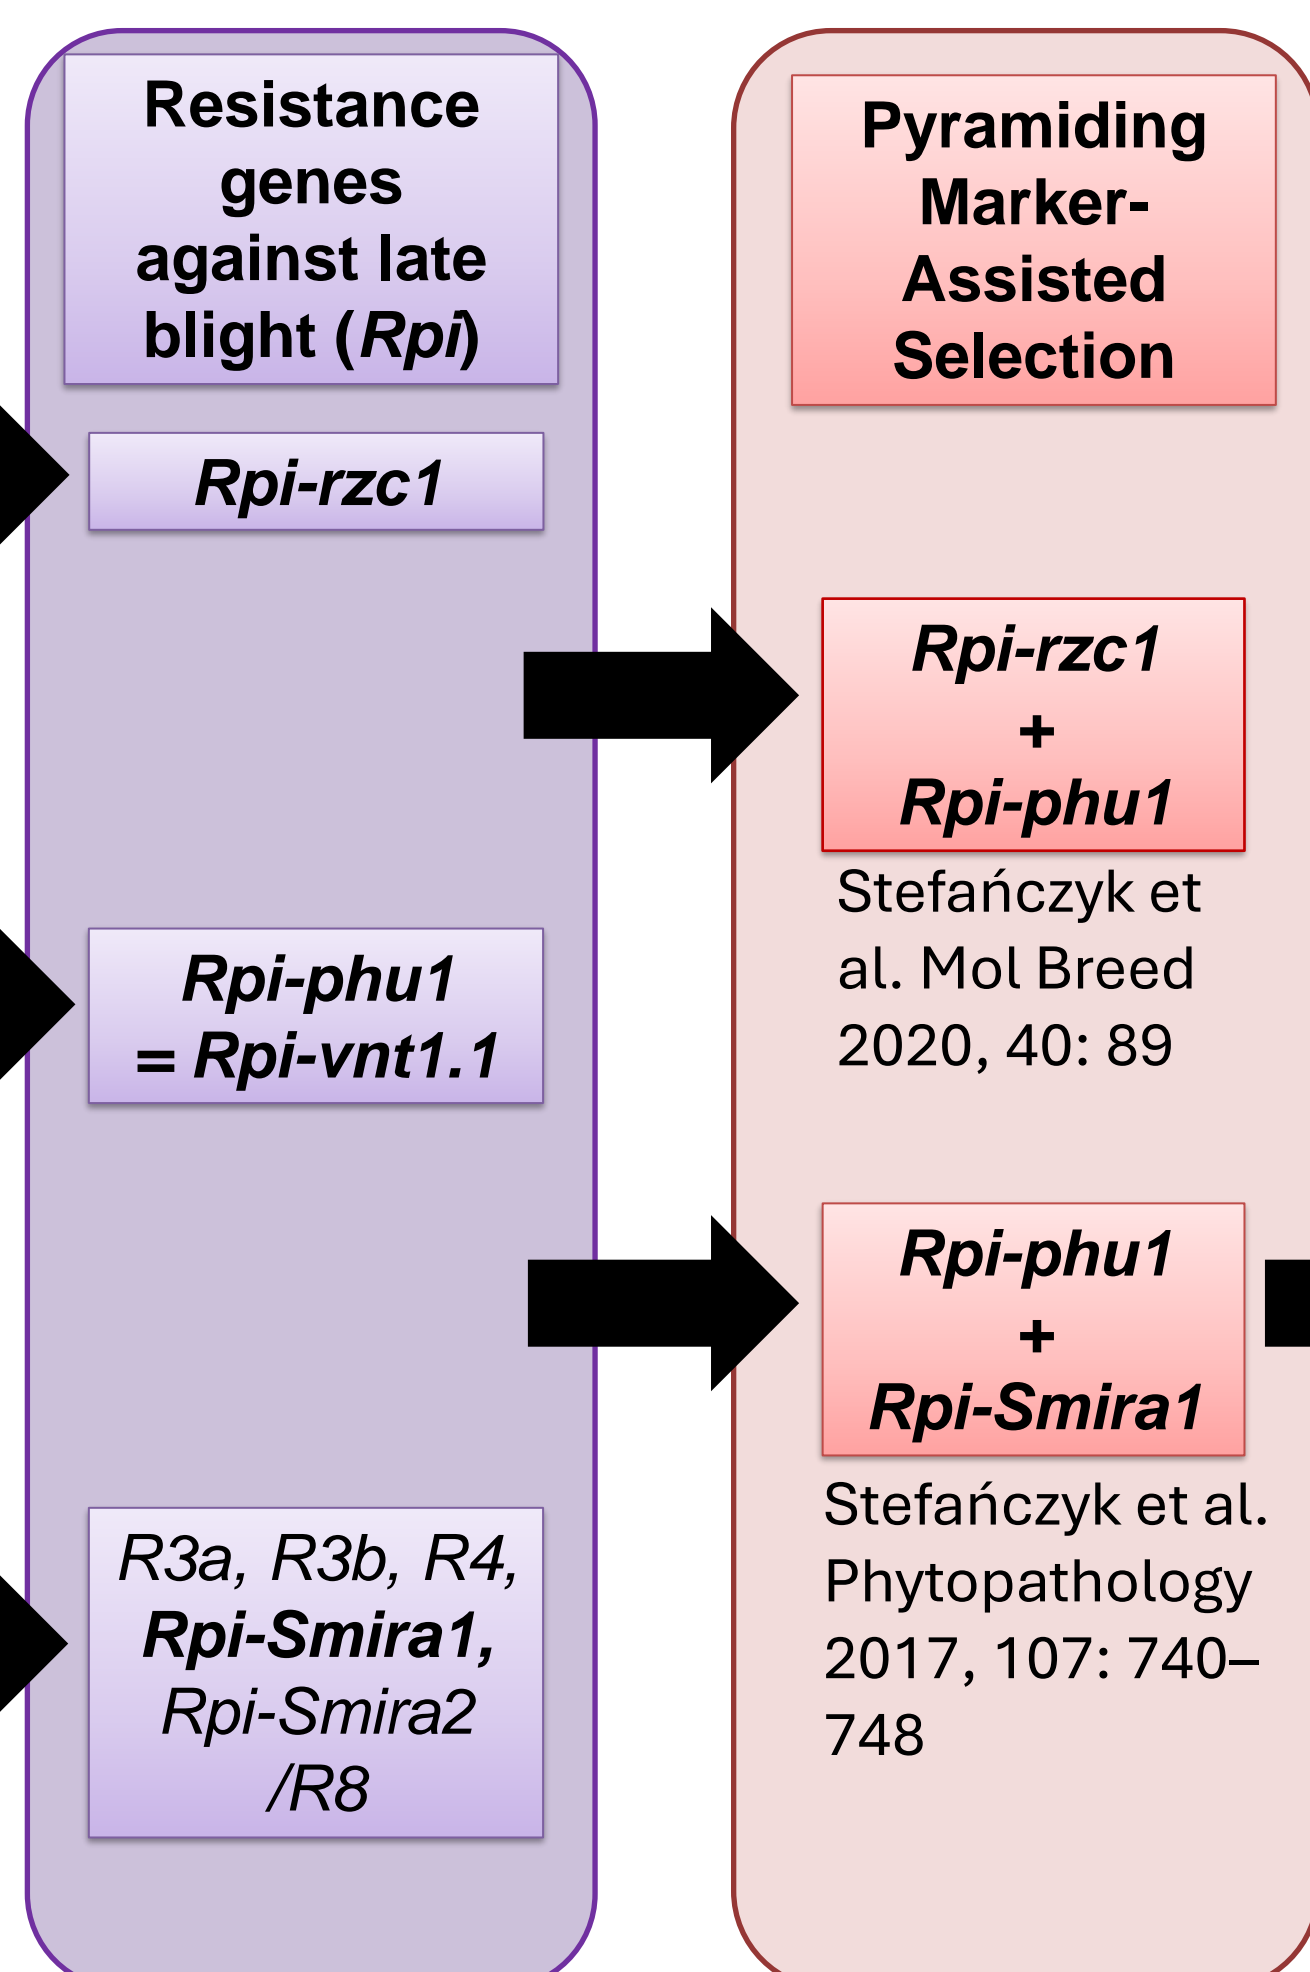 Resistance
genes
against late
blight (Rpi)
Rpi-rzc1
Rpi-phu1
= Rpi-vnt1.1
R3a, R3b, R4,
Rpi-Smira1,
Rpi-Smira2
/R8
Pyramiding
Marker-
Assisted
Selection
Rpi-rzc1
+
Rpi-phu1
Stefańczyk et
al. Mol Breed
2020, 40: 89
Rpi-phu1
+
Rpi-Smira1
Stefańczyk et al.
Phytopathology
2017, 107: 740–
748